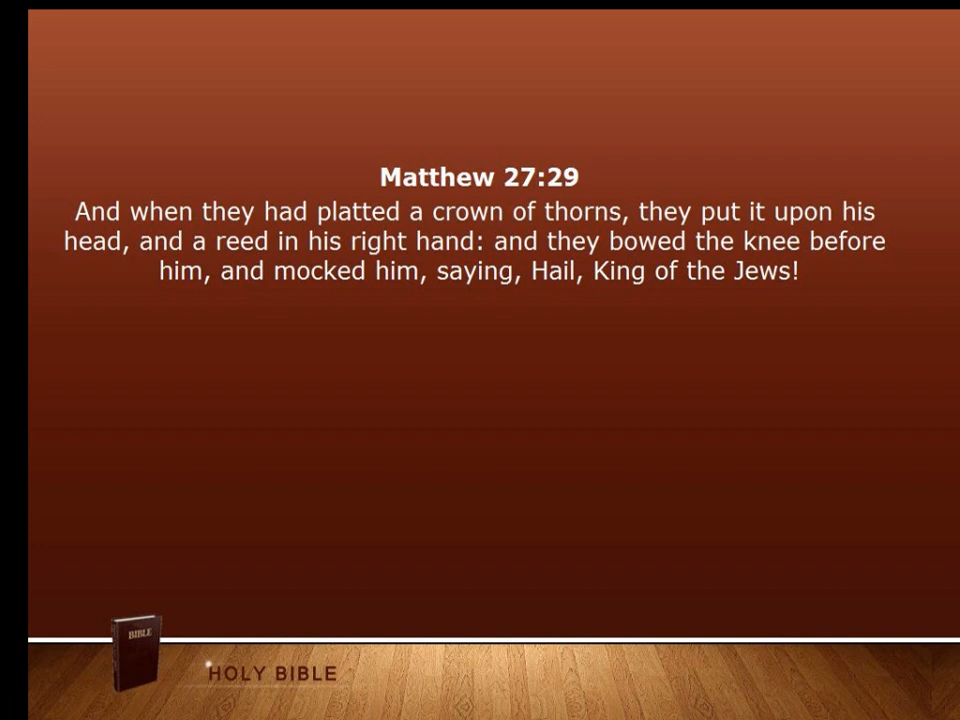 Matthew 27:29
And when they had platted a crown of thorns, they put it upon his
head, and a reed in his right hand: and they bowed the knee before
him, and mocked him, saying, Hail, King of the Jews!
BIBLE
HOLY BIBLE